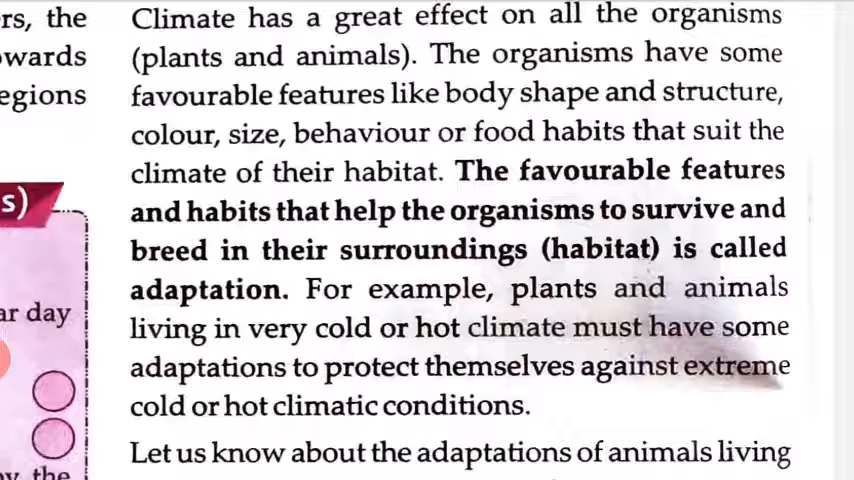 rs, the
owards
egions
s)
ar day
the
Climate has a great effect on all the organisms
(plants and animals). The organisms have some
favourable features like body shape and structure,
colour, size, behaviour or food habits that suit the
climate of their habitat. The favourable features
and habits that help the organisms to survive and
breed in their surroundings (habitat) is called
adaptation. For example, plants and animals
living in very cold or hot climate must have some
adaptations to protect themselves against extreme
cold or hot climatic conditions.
Let us know about the adaptations of animals living